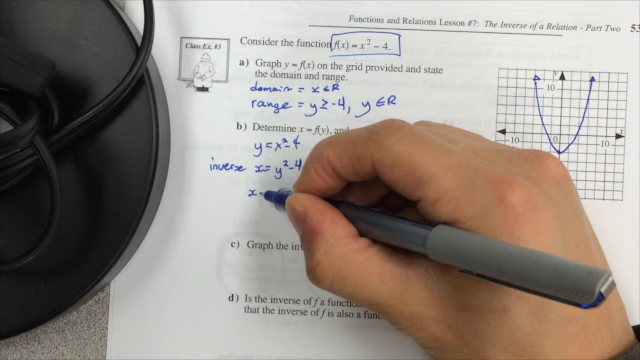 Functions and Relations Lesson #7: The Inverse of a Relation - Part Two 53
Class Ex. #3
Consider the function f(x) = x² – 4.
a) Graph y = f(x) on the grid provided and state
the domain and range.
domain = x ∈ R
range = y ≥ -4, y ∈ R
b) Determine x = f(y), and
y = x² - 4
inverse x = y² - 4
x
c) Graph the in
d) Is the inverse of f a function
that the inverse of f is also a func
y
10
-10
0
10
x